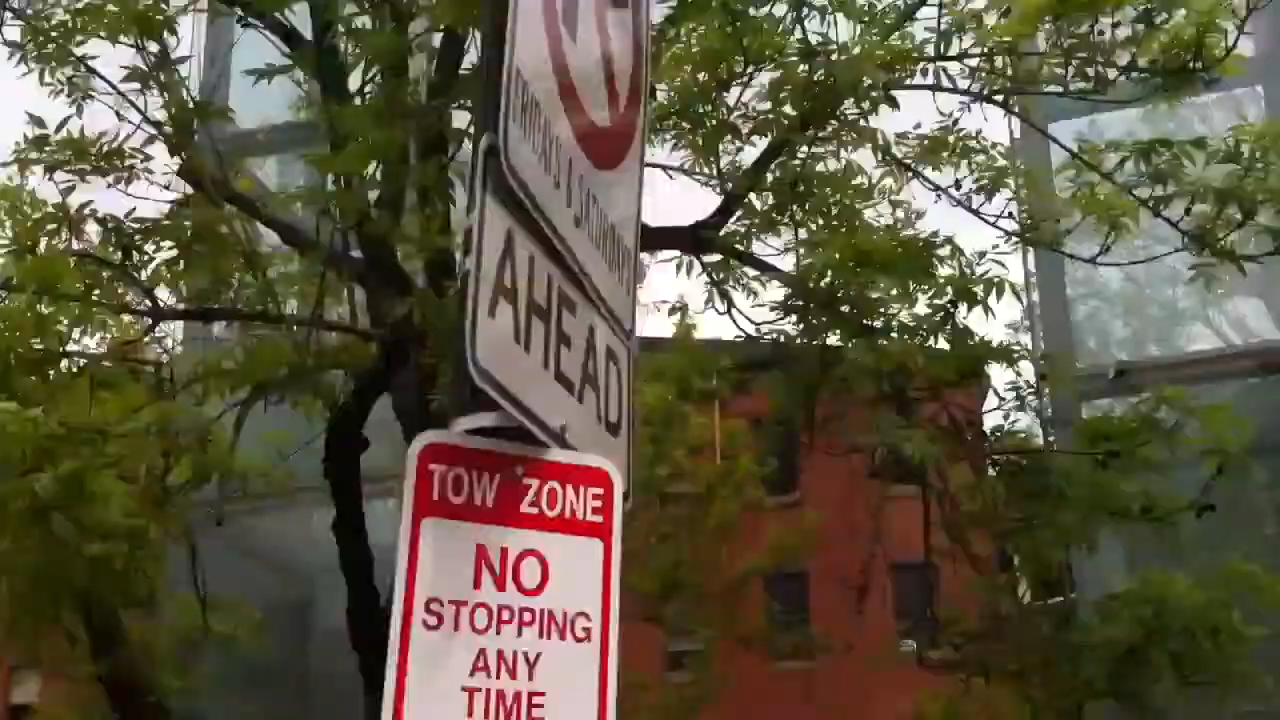 FRIDAYS & SATURDAYS
AHEAD
TOW ZONE
NO
STOPPING
ANY
TIME